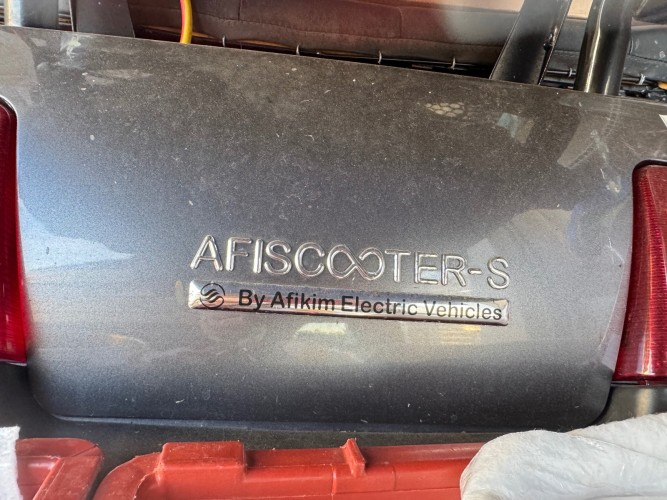 AFISCOOTER-S
By Afikim Electric Vehicles